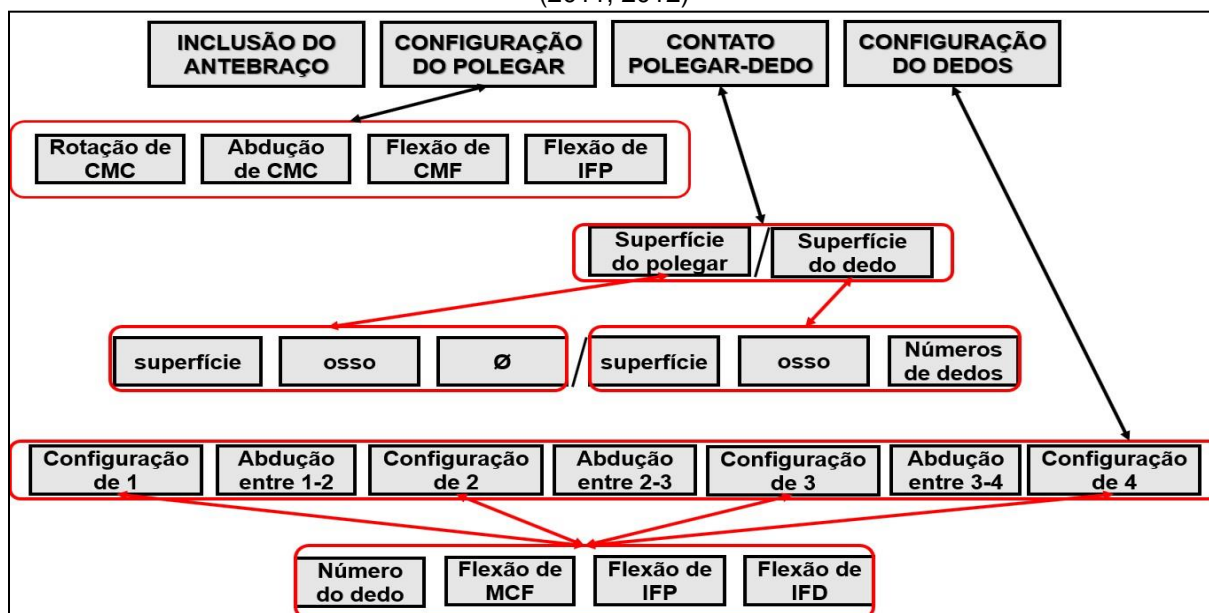 (2011, 2012)
INCLUSÃO DO
ANTEBRAÇO
CONFIGURAÇÃO
DO POLEGAR
CONTATO
POLEGAR-DEDO
CONFIGURAÇÃO
DO DEDOS
Rotação de
CMC
Abdução
de CMC
Flexão de
CMF
Flexão de
IFP
Superfície
do polegar
/
Superfície
do dedo
superfície
osso
Ø
/
superfície
osso
Números
de dedos
Configuração
de 1
Abdução
entre 1-2
Configuração
de 2
Abdução
entre 2-3
Configuração
de 3
Abdução
entre 3-4
Configuração
de 4
Número
do dedo
Flexão de
MCF
Flexão de
IFP
Flexão de
IFD